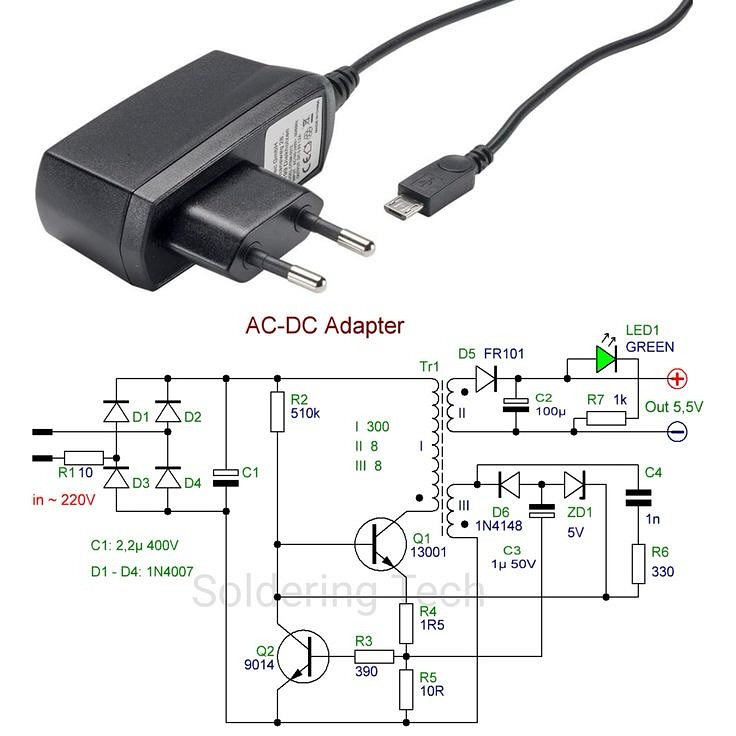 CE
AC-DC Adapter
LED1
GREEN
D5 FR101
Tr1
D1
D2
R2
510k
C2
100µ
R7 1k
Out 5,5V
I 300
II 8
III 8
I
II
R1 10
D3
D4
C1
in ~ 220V
III
D6
1N4148
ZD1
5V
C4
1n
C3
1µ 50V
Q1
13001
R6
330
C1: 2,2µ 400V
D1 - D4: 1N4007
Soldering Tech
R4
1R5
Q2
9014
R3
390
R5
10R